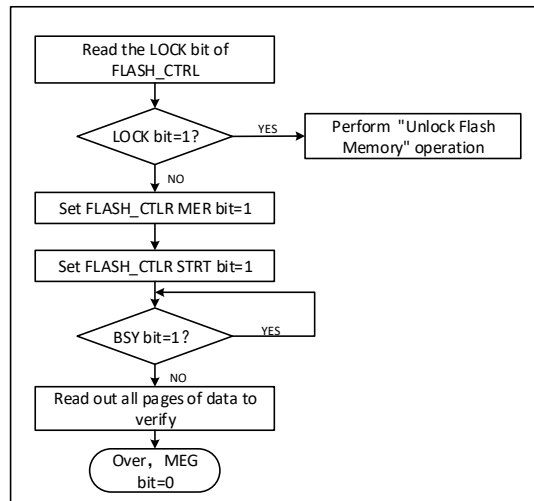 Read the LOCK bit of
FLASH_CTRL
LOCK bit=1?
YES
Perform "Unlock Flash
Memory" operation
NO
Set FLASH_CTLR MER bit=1
Set FLASH_CTLR STRT bit=1
BSY bit=1?
YES
NO
Read out all pages of data to
verify
Over, MEG
bit=0